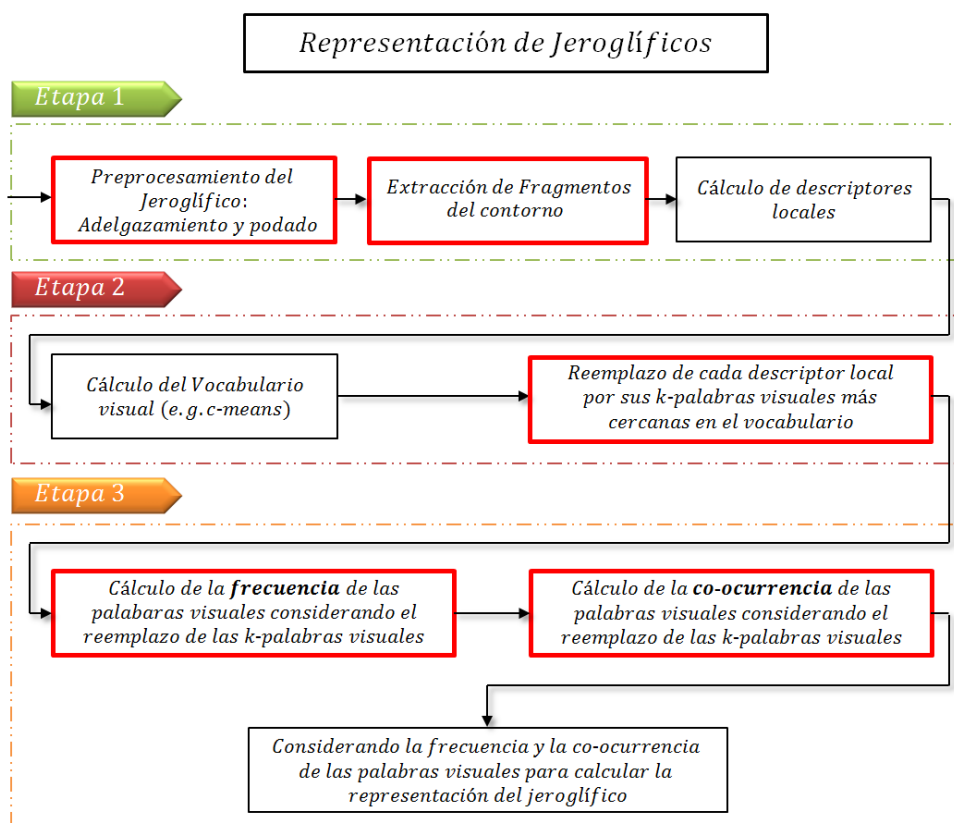 Representación de Jeroglíficos
Etapa 1
Preprocesamiento del
Jeroglífico:
Adelgazamiento y podado
Extracción de Fragmentos
del contorno
Cálculo de descriptores
locales
Etapa 2
Cálculo del Vocabulario
visual (e.g.c-means)
Reemplazo de cada descriptor local
por sus k-palabras visuales más
cercanas en el vocabulario
Etapa 3
Cálculo de la frecuencia de las
palabaras visuales considerando el
reemplazo de las k-palabras visuales
Cálculo de la co-ocurrencia de las
palabras visuales considerando el
reemplazo de las k-palabras visuales
Considerando la frecuencia y la co-ocurrencia
de las palabras visuales para calcular la
representación del jeroglífico